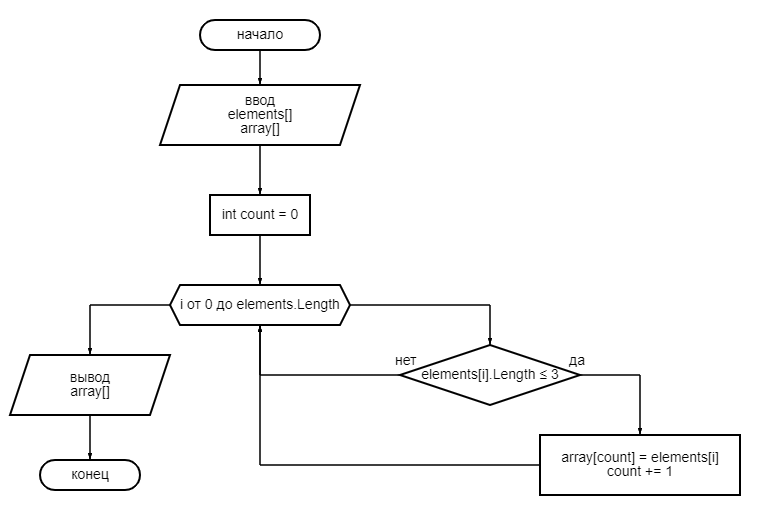 начало
ввод
elements[]
array[]
int count = 0
i от 0 до elements.Length
нет
да
elements[i].Length ≤ 3
вывод
array[]
array[count] = elements[i]
count += 1
конец